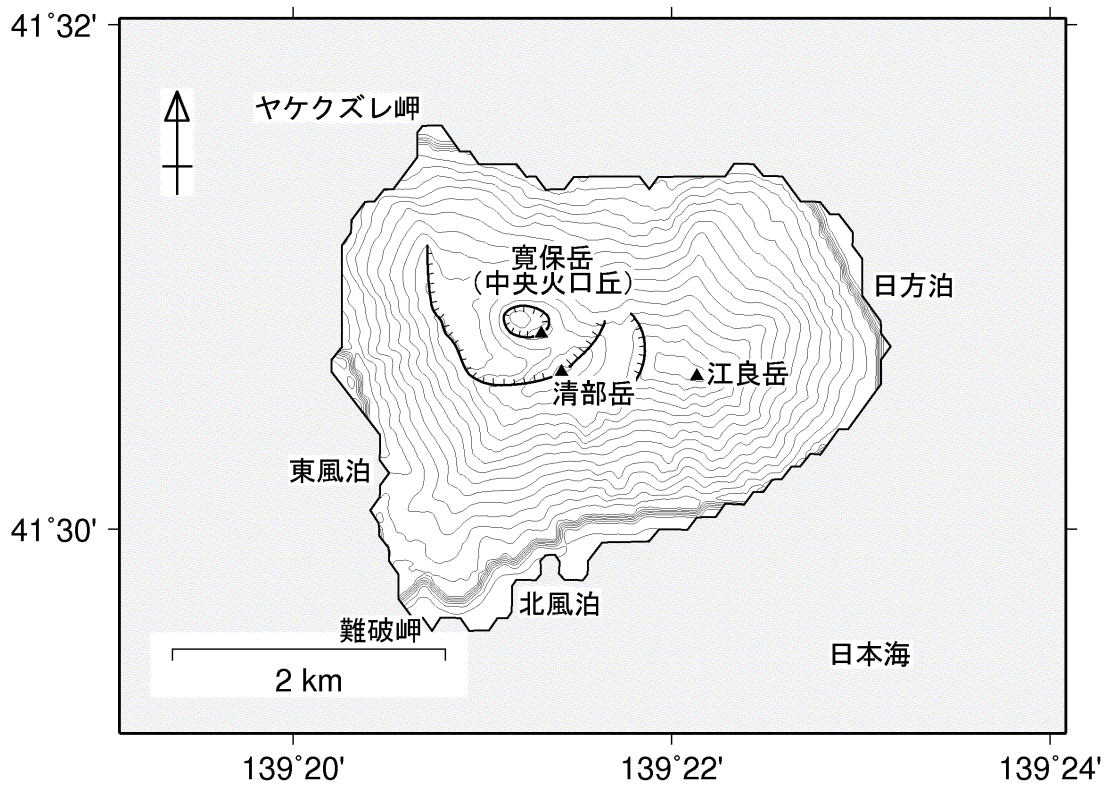 41°32'
ヤケクズレ岬
寛保岳
（中央火口丘）
日方泊
江良岳
清部岳
東風泊
41°30'
北風泊
難破岬
日本海
2 km
139°20'
139°22'
139°24'